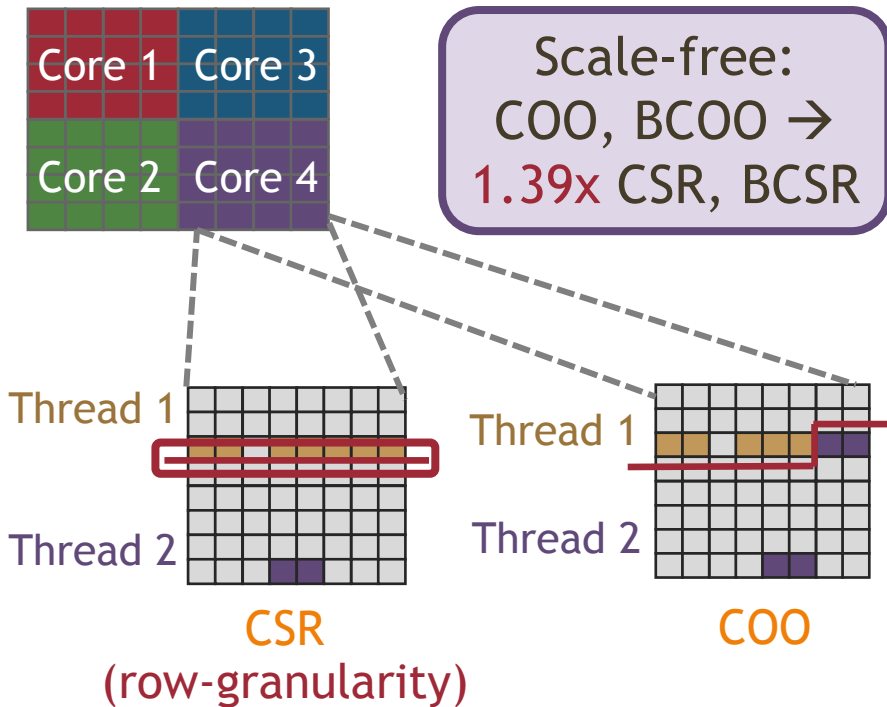 Core 1 Core 3
Core 2 Core 4
Scale-free:
COO, BCOO →
1.39x CSR, BCSR
Thread 1
Thread 2
CSR
(row-granularity)
Thread 1
Thread 2
COO